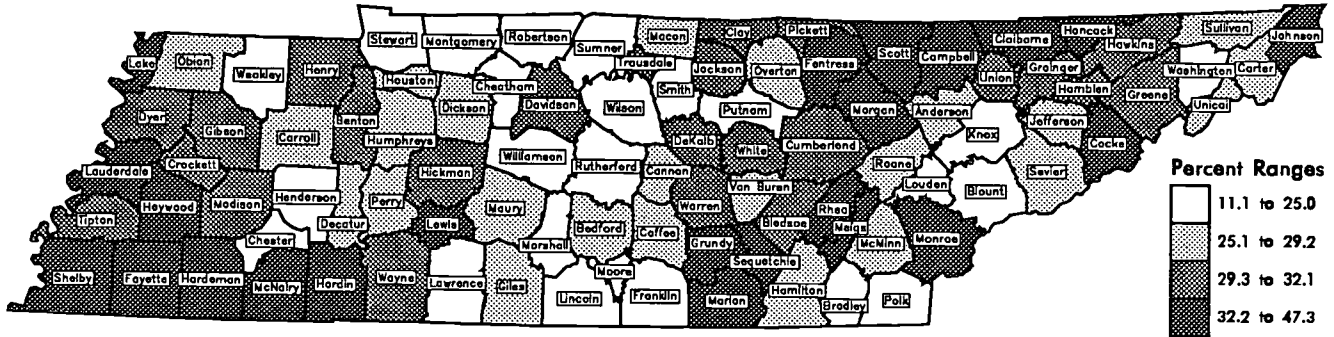 Stewart Montgomery Robertson Sumner Macon Clay Pickett Scott Campbell Claiborne Hancock Hawkins Sullivan Johnson
Lake Obian Weakley Henry Houston Cheatham Trausdale Jackson Overton Fentress Union Grainger Hamblen Greene Washington Carter Unicai
Dyer Gibson Carroll Benton Dickson Humphreys Davidson Wilson Smith Putnam Morgan Anderson Knox Jefferson Cocke
Lauderdale Crockett Williamson Rutherford Cannon DeKalb White Cumberlend Roane Louden Blount Sevier
Tipton Haywood Madison Henderson Decatur Perry Hickman Maury Bedford Coffee Warren Van Buren Bledsoe Rhea Meigs McMinn Monroe
Shelby Fayette Hardeman Chester McNairy Hardin Wayne Lewis Lawrence Giles Marshall Moore Lincoln Franklin Grundy Sequetchie Marion Hamilton Bradley Polk
Percent Ranges
11.1 to 25.0
25.1 to 29.2
29.3 to 32.1
32.2 to 47.3